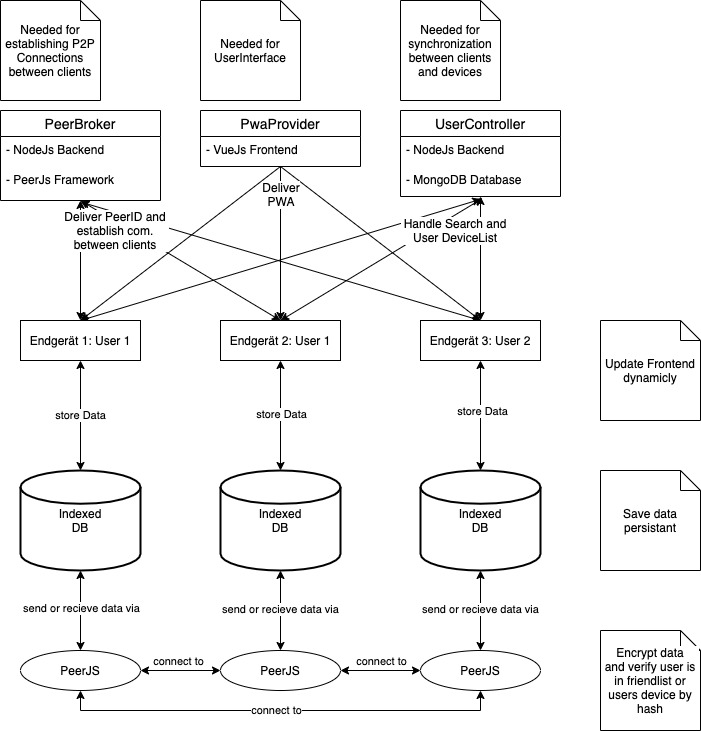 Needed for
establishing P2P
Connections
between clients
Needed for
UserInterface
Needed for
synchronization
between clients
and devices
PeerBroker
- NodeJs Backend
- PeerJs Framework
PwaProvider
- VueJs Frontend
UserController
- NodeJs Backend
- MongoDB Database
Deliver PeerID and
establish com.
between clients
Deliver
PWA
Handle Search and
User DeviceList
Endgerät 1: User 1
Endgerät 2: User 1
Endgerät 3: User 2
Update Frontend
dynamicly
store Data
store Data
store Data
Indexed
DB
Indexed
DB
Indexed
DB
Save data
persistant
send or recieve data via
send or recieve data via
send or recieve data via
PeerJS
connect to
PeerJS
connect to
PeerJS
connect to
Encrypt data
and verify user is
in friendlist or
users device by
hash